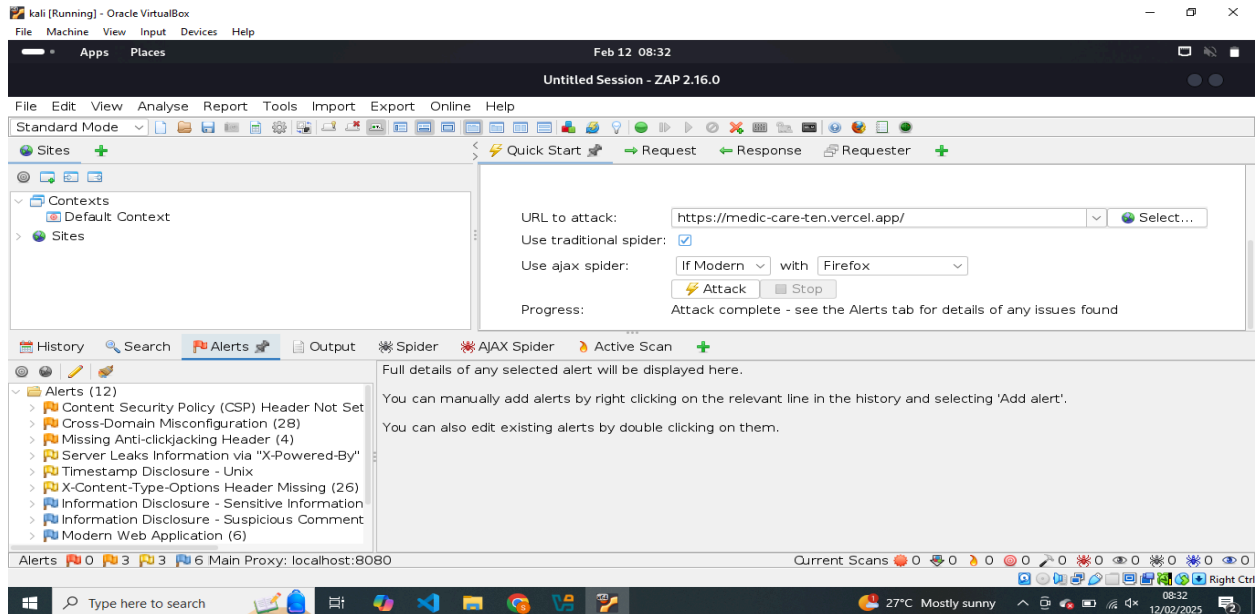 kali [Running] - Oracle VirtualBox
File Machine View Input Devices Help
Apps Places Feb 12 08:32
Untitled Session - ZAP 2.16.0
File Edit View Analyse Report Tools Import Export Online Help
Standard Mode
Sites
Quick Start Request Response Requester
Contexts
Default Context
Sites
URL to attack: https://medic-care-ten.vercel.app/ Select...
Use traditional spider:
Use ajax spider: If Modern with Firefox
Attack Stop
Progress: Attack complete - see the Alerts tab for details of any issues found
History Search Alerts Output Spider AJAX Spider Active Scan
Alerts (12)
Content Security Policy (CSP) Header Not Set
Cross-Domain Misconfiguration (28)
Missing Anti-clickjacking Header (4)
Server Leaks Information via "X-Powered-By"
Timestamp Disclosure - Unix
X-Content-Type-Options Header Missing (26)
Information Disclosure - Sensitive Information
Information Disclosure - Suspicious Comment
Modern Web Application (6)
Full details of any selected alert will be displayed here.
You can manually add alerts by right clicking on the relevant line in the history and selecting 'Add alert'.
You can also edit existing alerts by double clicking on them.
Alerts 0 3 3 6 Main Proxy: localhost:8080 Current Scans 0 0 0 0 0 0 0 0 0
Right Ctrl
Type here to search 27°C Mostly sunny 08:32
12/02/2025
2